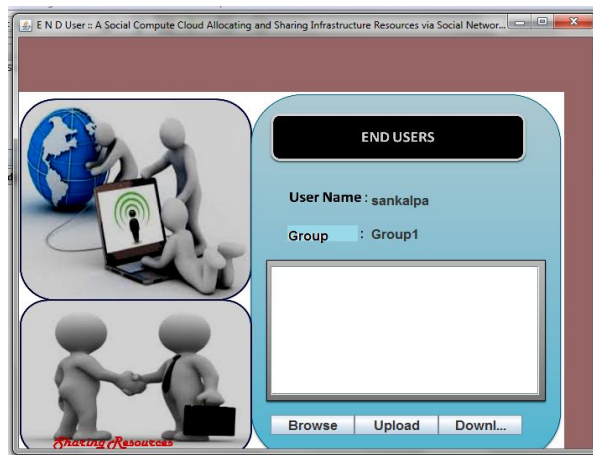 E N D User :: A Social Compute Cloud Allocating and Sharing Infrastructure Resources via Social Networ...
END USERS
User Name : sankalpa
Group : Group1
Browse Upload Downl...
Sharing Resources